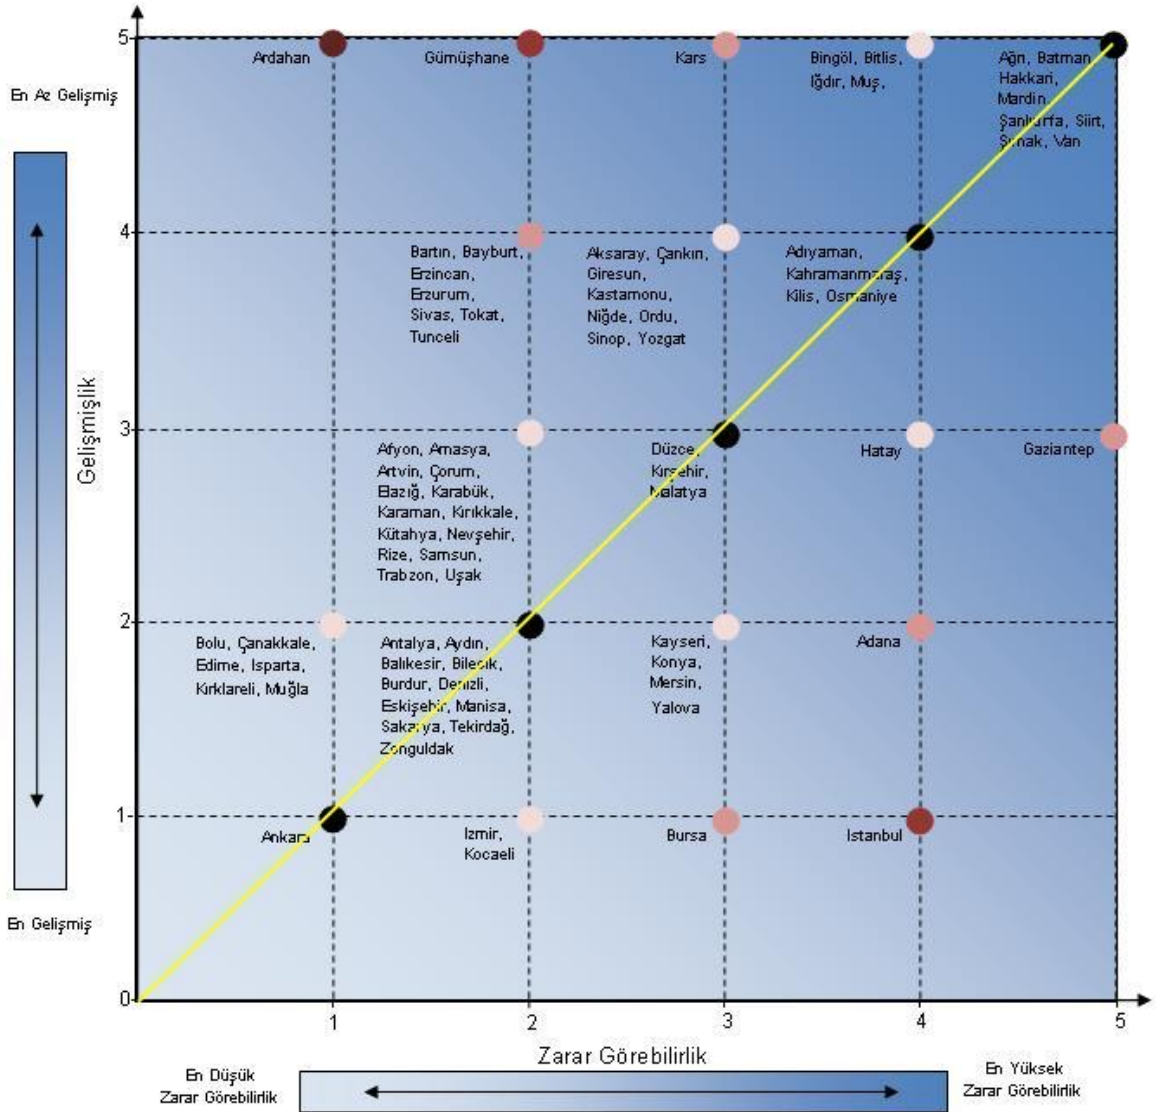 5
Ardahan
Gümüşhane
Kars
Bingöl, Bitlis,
Iğdır, Muş,
Ağrı, Batman
Hakkari,
Mardin
Şanlıurfa, Siirt,
Şırnak, Van
En Az Gelişmiş
4
Bartın, Bayburt,
Erzincan,
Erzurum,
Sivas, Tokat,
Tunceli
Aksaray, Çankırı,
Giresun,
Kastamonu,
Niğde, Ordu,
Sinop, Yozgat
Adıyaman,
Kahramanmaraş,
Kilis, Osmaniye
Gelişmişlik
3
Afyon, Amasya,
Artvin, Çorum,
Elazığ, Karabük,
Karaman, Kırıkkale,
Kütahya, Nevşehir,
Rize, Samsun,
Trabzon, Uşak
Düzce,
Kırşehir,
Malatya
Hatay
Gaziantep
2
Bolu, Çanakkale,
Edirne, Isparta,
Kırklareli, Muğla
Antalya, Aydın,
Balıkesir, Bilecik,
Burdur, Denizli,
Eskişehir, Manisa,
Sakarya, Tekirdağ,
Zonguldak
Kayseri,
Konya,
Mersin,
Yalova
Adana
1
Ankara
Izmir,
Kocaeli
Bursa
Istanbul
En Gelişmiş
0
1
2
3
4
5
Zarar Görebilirlik
En Düşük
Zarar Görebilirlik
En Yüksek
Zarar Görebilirlik